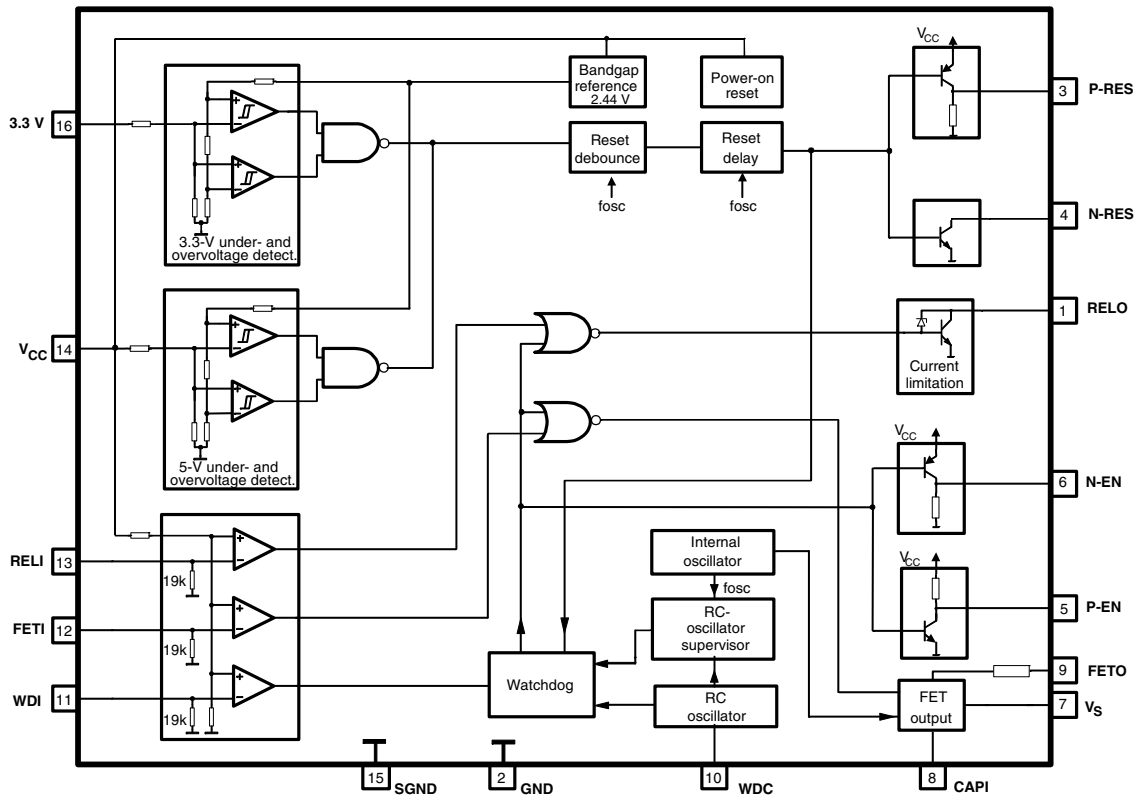 V_CC
Bandgap
reference
2.44 V
Power-on
reset
3 P-RES
3.3 V 16
Reset
debounce
Reset
delay
fosc
fosc
4 N-RES
3.3-V under- and
overvoltage detect.
1 RELO
V_CC 14
Current
limitation
V_CC
5-V under- and
overvoltage detect.
6 N-EN
Internal
oscillator
V_CC
RELI 13
19k
fosc
5 P-EN
RC-
oscillator
supervisor
FETI 12
19k
9 FETO
Watchdog
WDI 11
19k
RC
oscillator
FET
output
7 V_S
15 SGND
2 GND
10 WDC
8 CAPI